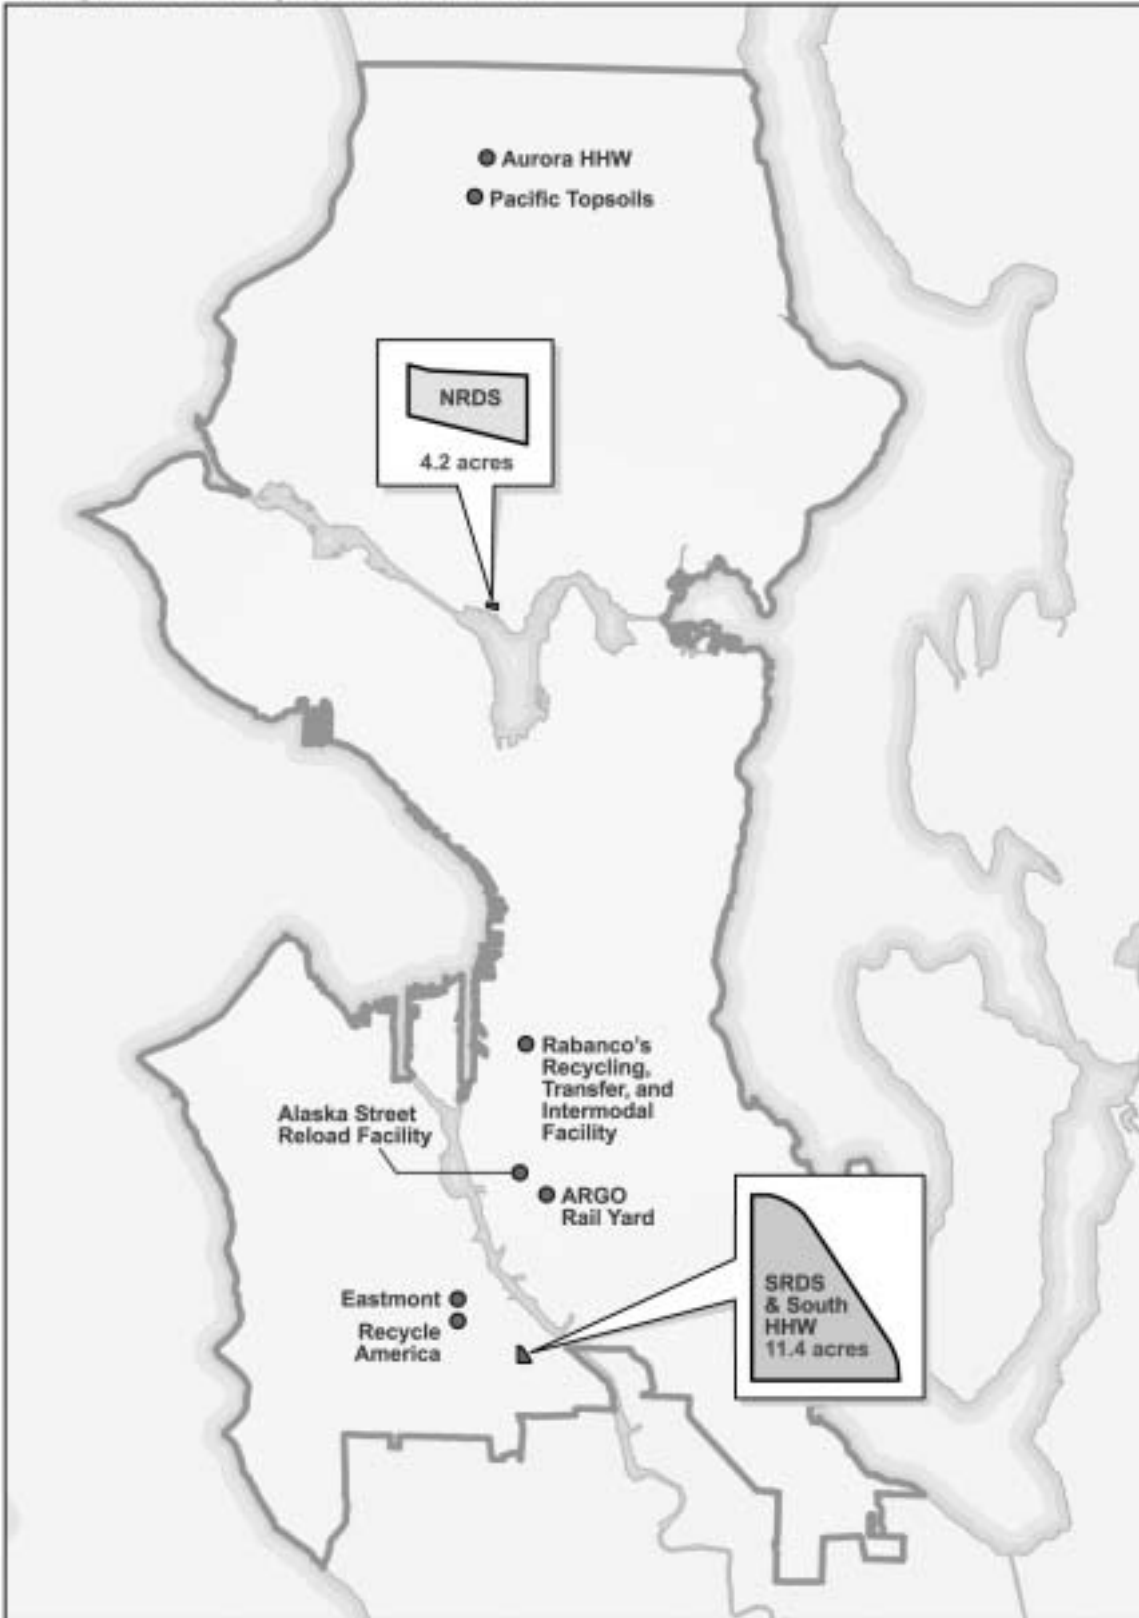 Aurora HHW
Pacific Topsoils
NRDS
4.2 acres
Rabanco's
Recycling,
Transfer, and
Intermodal
Facility
Alaska Street
Reload Facility
ARGO
Rail Yard
SRDS
& South
HHW
11.4 acres
Eastmont
Recycle
America